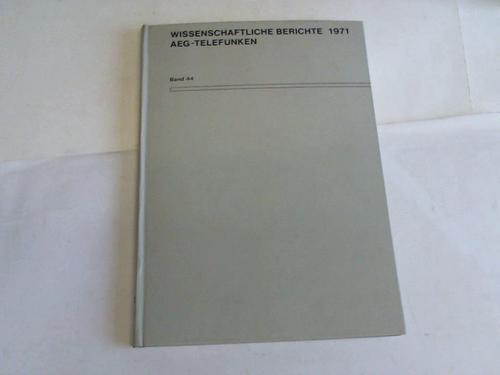 WISSENSCHAFTLICHE BERICHTE 1971
AEG-TELEFUNKEN
Band 44